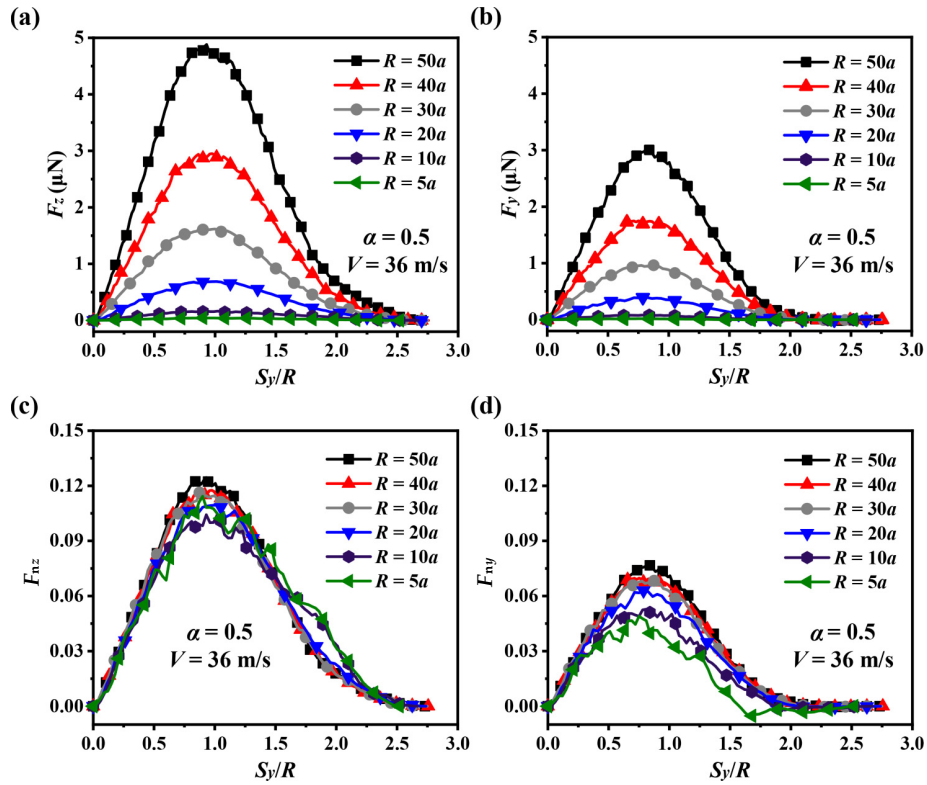 (a)
5
4
3
2
1
0
0.0 0.5 1.0 1.5 2.0 2.5 3.0
Fz (μN)
Sy/R
R = 50a
R = 40a
R = 30a
R = 20a
R = 10a
R = 5a
α = 0.5
V = 36 m/s
(b)
5
4
3
2
1
0
0.0 0.5 1.0 1.5 2.0 2.5 3.0
Fy (μN)
Sy/R
R = 50a
R = 40a
R = 30a
R = 20a
R = 10a
R = 5a
α = 0.5
V = 36 m/s
(c)
0.15
0.12
0.09
0.06
0.03
0.00
0.0 0.5 1.0 1.5 2.0 2.5 3.0
Fnz
Sy/R
R = 50a
R = 40a
R = 30a
R = 20a
R = 10a
R = 5a
α = 0.5
V = 36 m/s
(d)
0.15
0.12
0.09
0.06
0.03
0.00
0.0 0.5 1.0 1.5 2.0 2.5 3.0
Fny
Sy/R
R = 50a
R = 40a
R = 30a
R = 20a
R = 10a
R = 5a
α = 0.5
V = 36 m/s